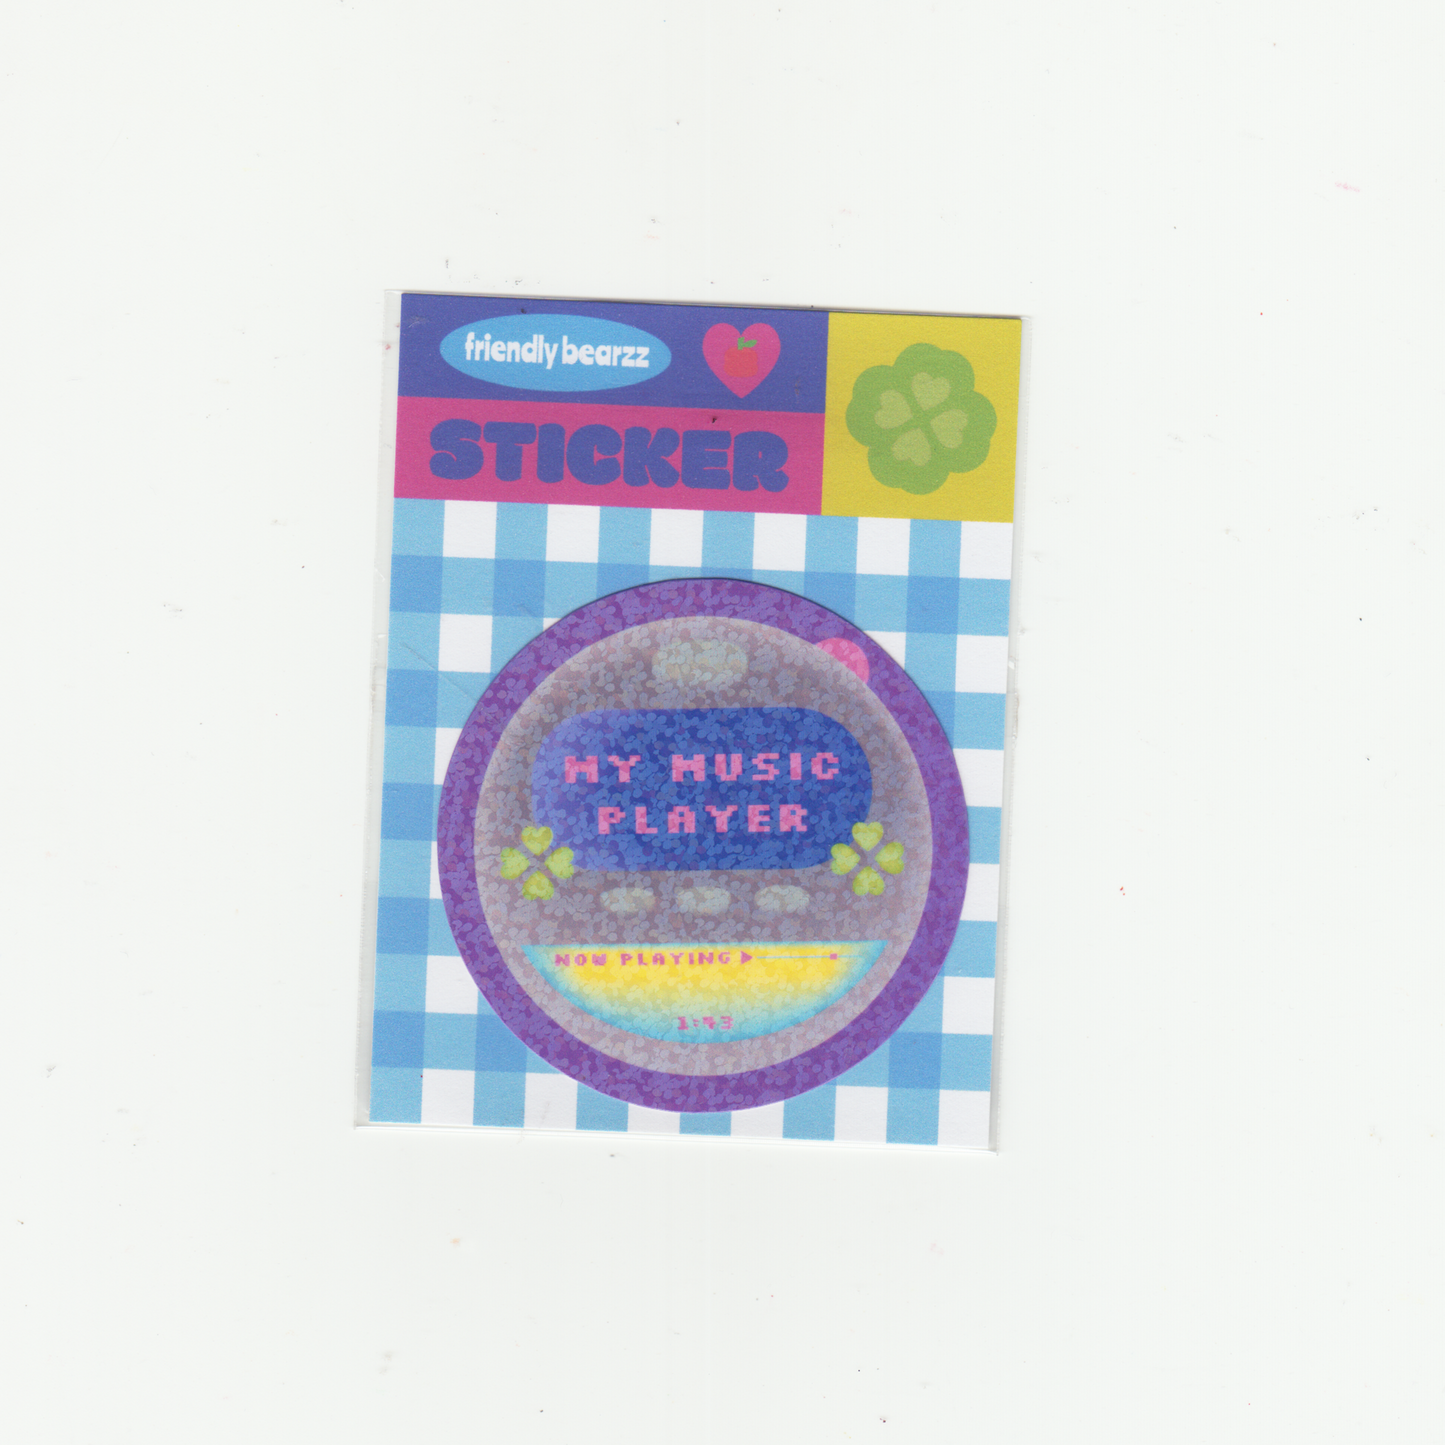 friendly bearzz
STICKER
MY MUSIC
PLAYER
NOW PLAYING
1:43